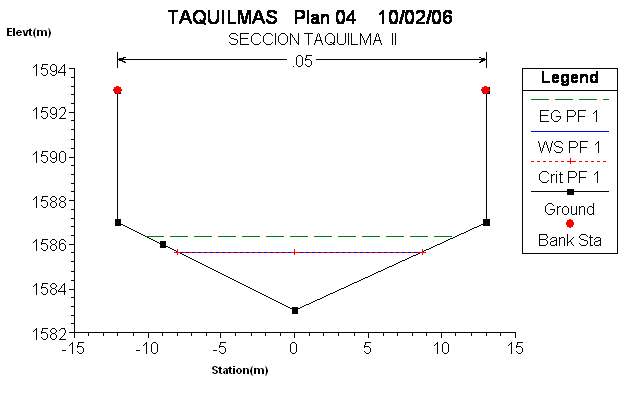 TAQUILMAS Plan 04 10/02/06
Elevt(m)
SECCION TAQUILMA II
.05
1594
1592
1590
1588
1586
1584
1582
-15 -10 -5 0 5 10 15
Station(m)
Legend
EG PF 1
WS PF 1
Crit PF 1
Ground
Bank Sta